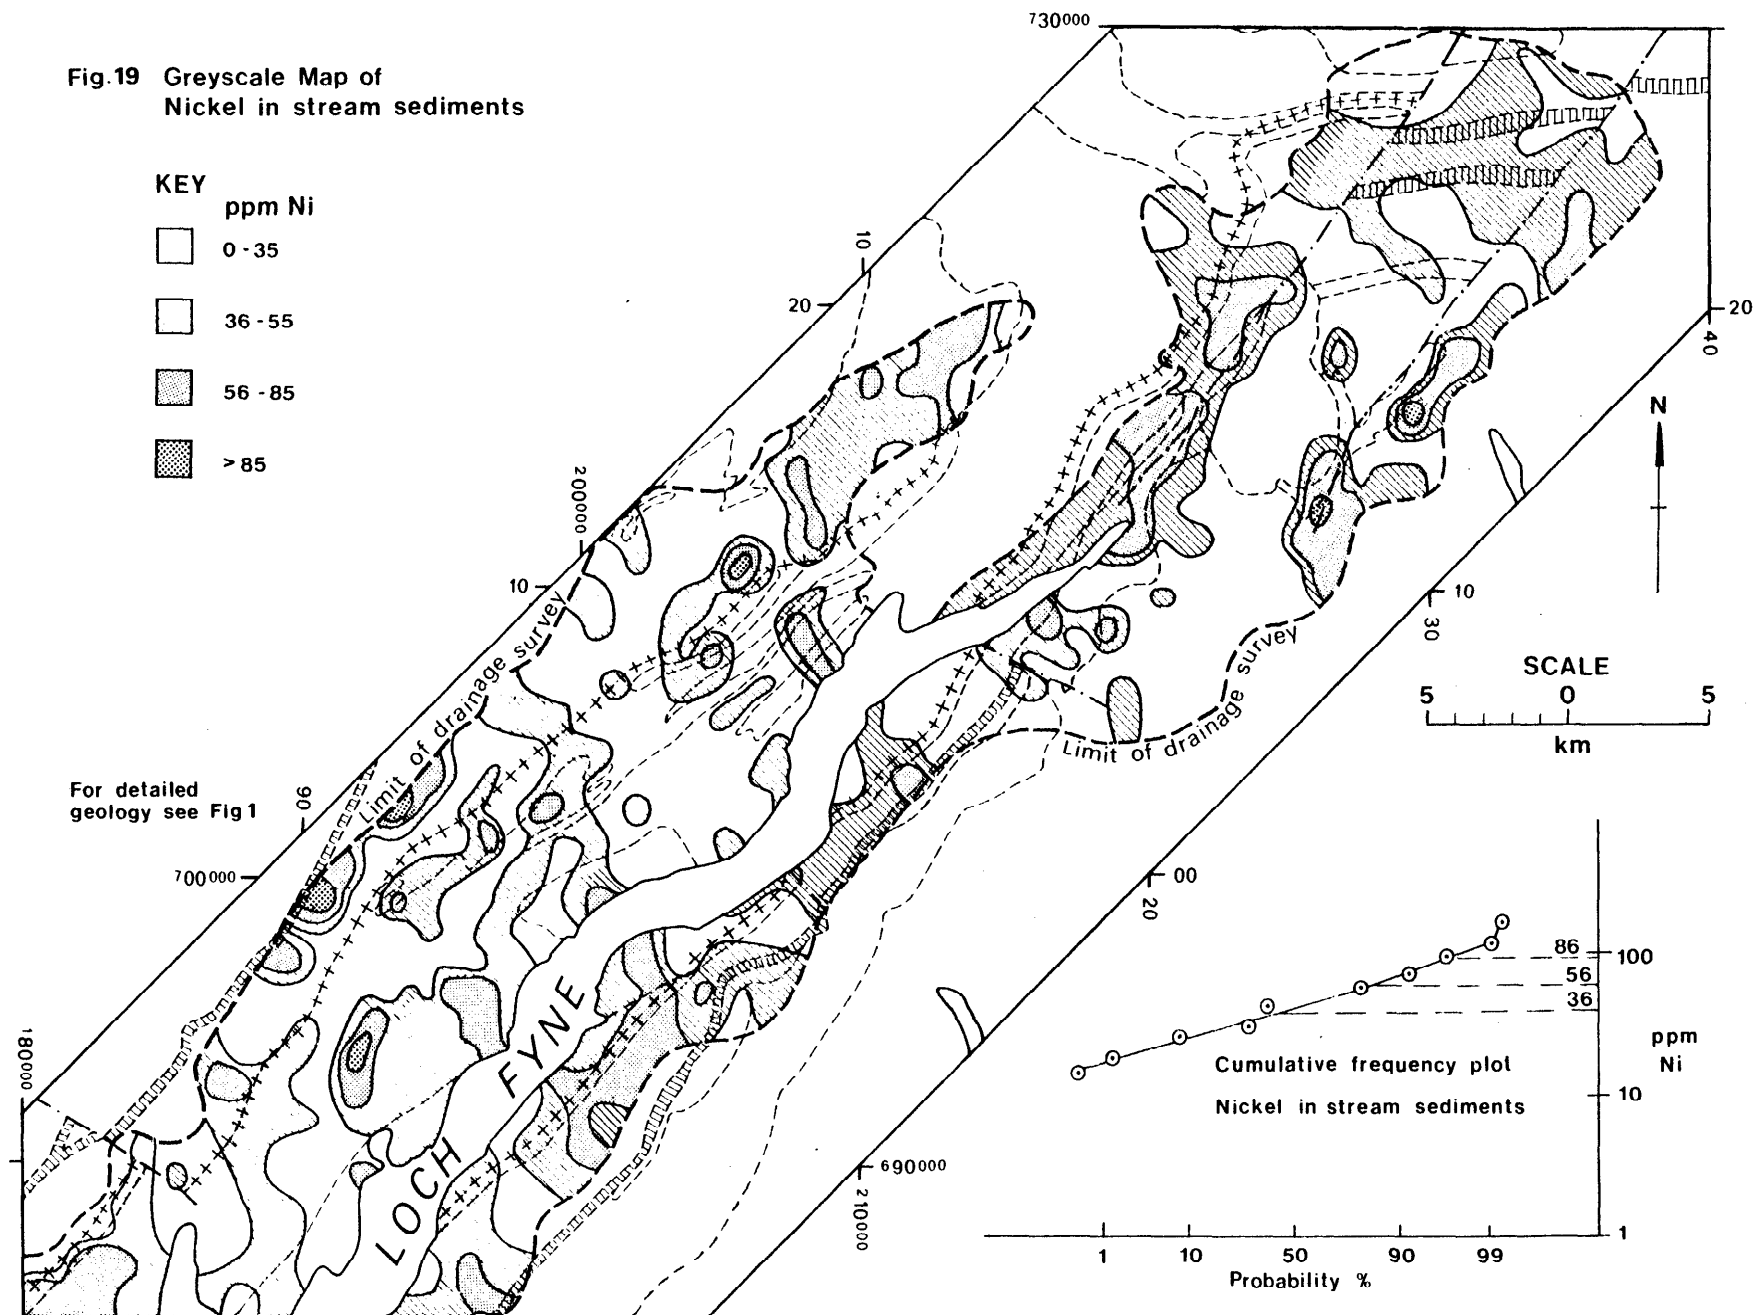 730000
Fig.19 Greyscale Map of
Nickel in stream sediments
KEY
ppm Ni
0 - 35
36 - 55
56 - 85
> 85
10
20
20
40
N
200000
10
Limit of drainage survey
10
30
Limit of drainage survey
SCALE
5 0 5
km
For detailed
geology see Fig 1
90
700000
00
20
180000
LOCH FYNE
690000
210000
86
56
36
100
10
1
ppm
Ni
Cumulative frequency plot
Nickel in stream sediments
1 10 50 90 99
Probability %